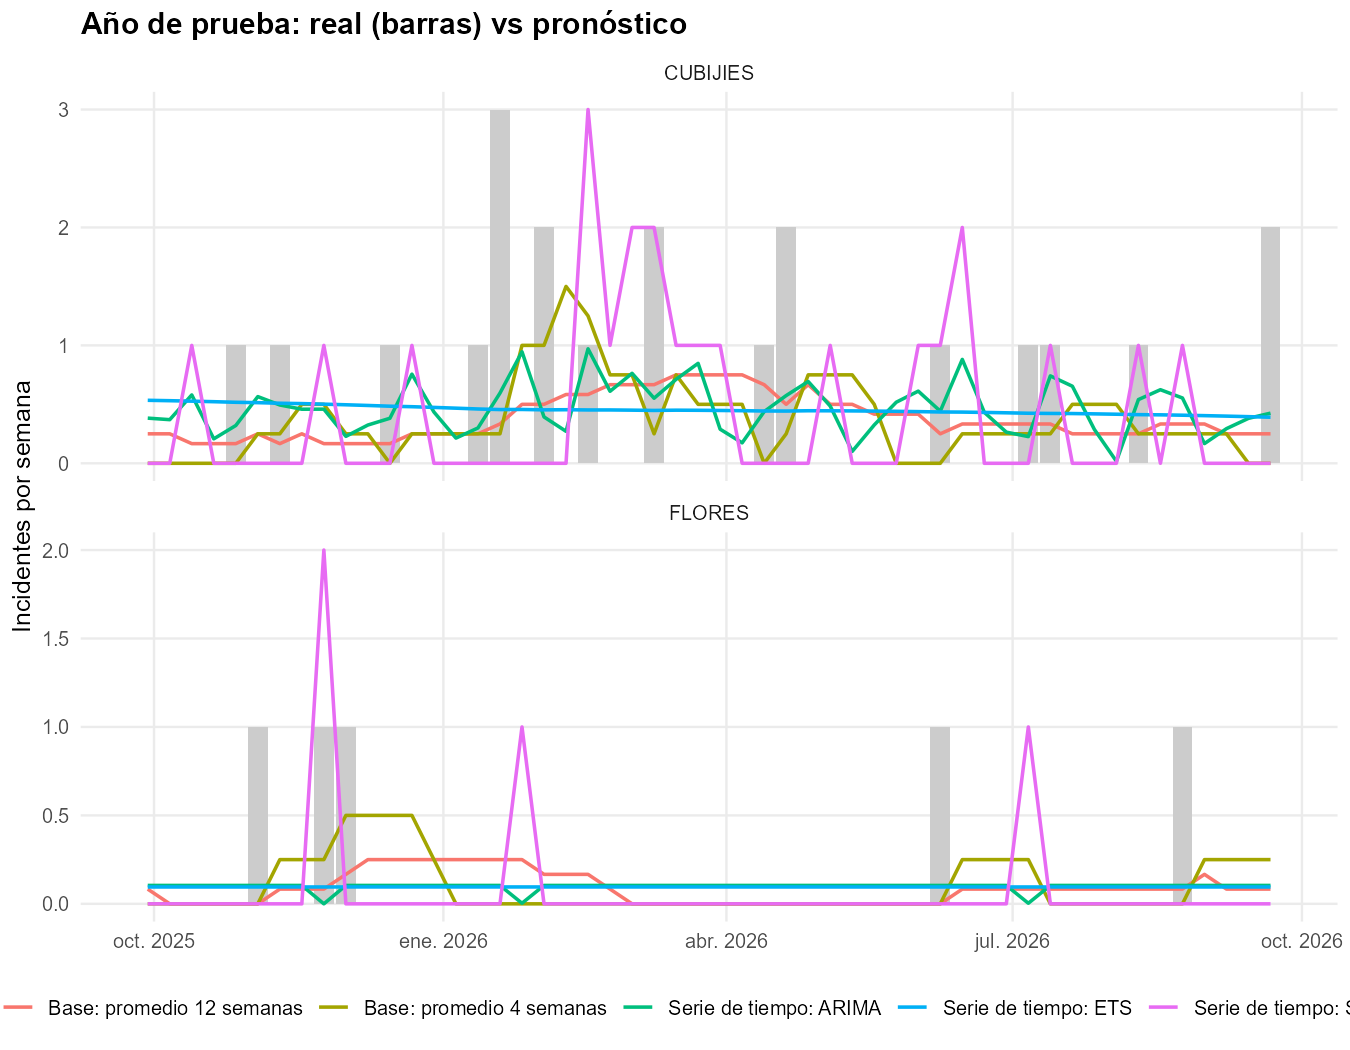 Año de prueba: real (barras) vs pronóstico
CUBIJIES
3
2
1
0
Incidentes por semana
FLORES
2.0
1.5
1.0
0.5
0.0
oct. 2025 ene. 2026 abr. 2026 jul. 2026 oct. 2026
Base: promedio 12 semanas Base: promedio 4 semanas Serie de tiempo: ARIMA Serie de tiempo: ETS Serie de tiempo: